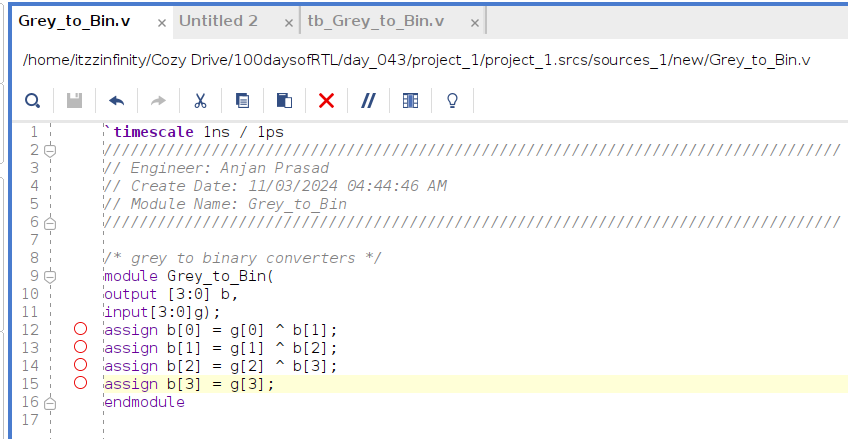 Grey_to_Bin.v × Untitled 2 × tb_Grey_to_Bin.v ×
/home/itzzinfinity/Cozy Drive/100daysofRTL/day_043/project_1/project_1.srcs/sources_1/new/Grey_to_Bin.v
1 `timescale 1ns / 1ps
2 //////////////////////////////////////////////////////////////////////////////////
3 // Engineer: Anjan Prasad
4 // Create Date: 11/03/2024 04:44:46 AM
5 // Module Name: Grey_to_Bin
6 //////////////////////////////////////////////////////////////////////////////////
7
8 /* grey to binary converters */
9 module Grey_to_Bin(
10 output [3:0] b,
11 input[3:0]g);
12 assign b[0] = g[0] ^ b[1];
13 assign b[1] = g[1] ^ b[2];
14 assign b[2] = g[2] ^ b[3];
15 assign b[3] = g[3];
16 endmodule
17